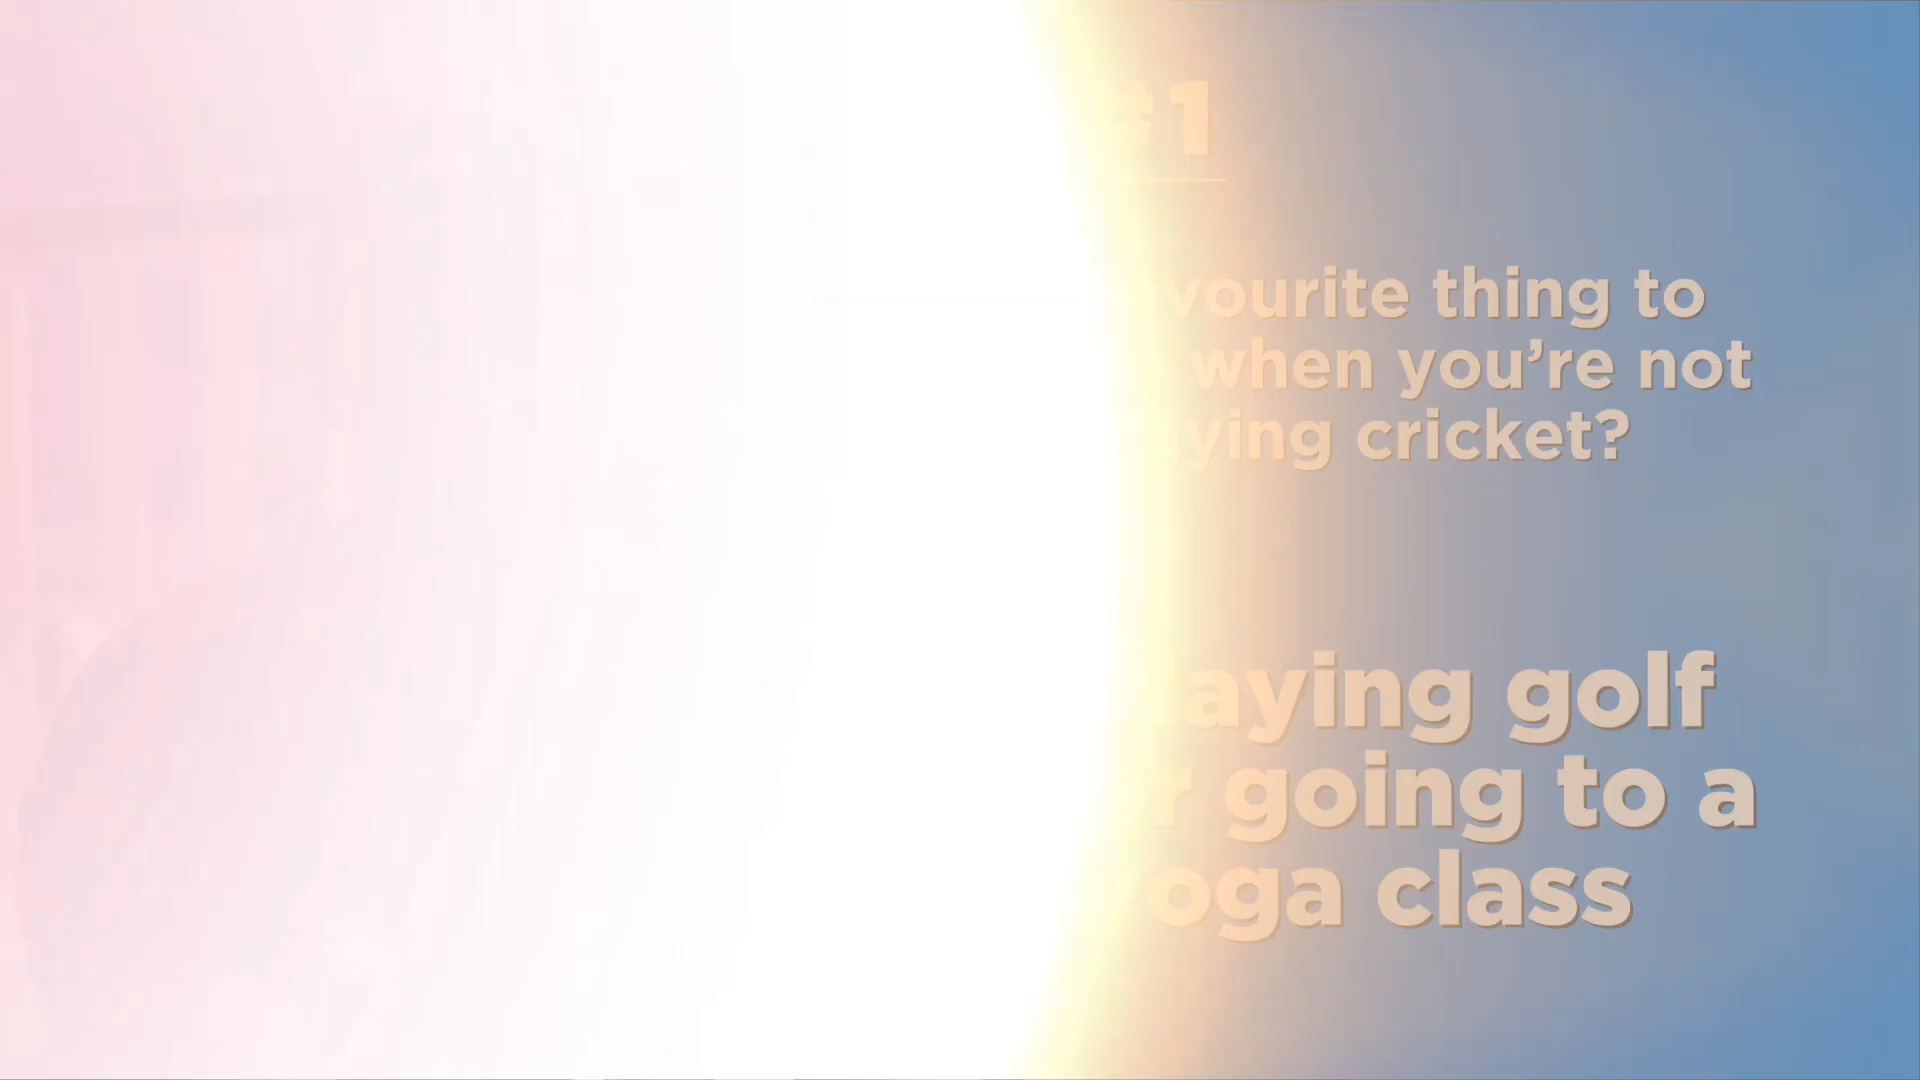 #1
vourite thing to
when you’re not
ying cricket?
aying golf
r going to a
oga class